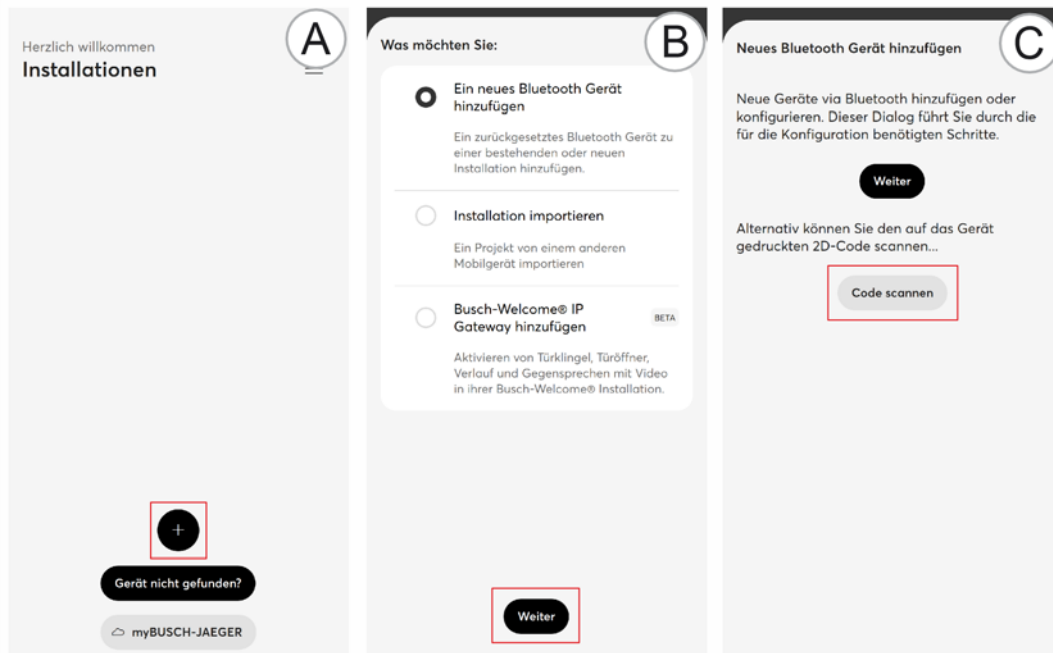 A
Herzlich willkommen
Installationen
+
Gerät nicht gefunden?
myBUSCH-JAEGER
B
Was möchten Sie:
Ein neues Bluetooth Gerät
hinzufügen
Ein zurückgesetztes Bluetooth Gerät zu
einer bestehenden oder neuen
Installation hinzufügen.
Installation importieren
Ein Projekt von einem anderen
Mobilgerät importieren
Busch-Welcome® IP
Gateway hinzufügen
BETA
Aktivieren von Türklingel, Türöffner,
Verlauf und Gegensprechen mit Video
in ihrer Busch-Welcome® Installation.
Weiter
C
Neues Bluetooth Gerät hinzufügen
Neue Geräte via Bluetooth hinzufügen oder
konfigurieren. Dieser Dialog führt Sie durch die
für die Konfiguration benötigten Schritte.
Weiter
Alternativ können Sie den auf das Gerät
gedruckten 2D-Code scannen...
Code scannen